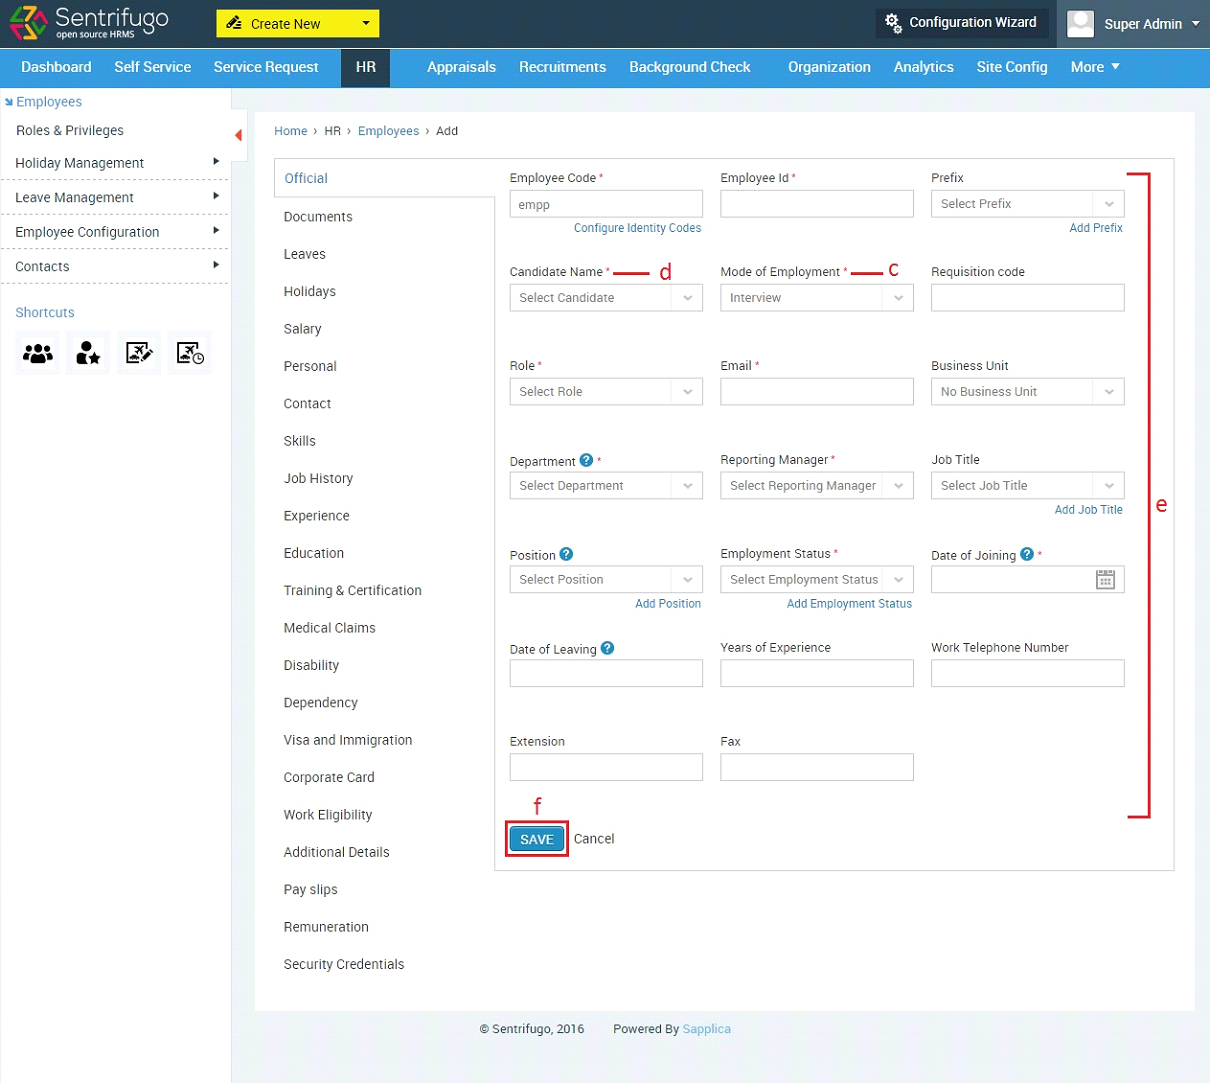 Sentrifugo
open source HRMS
Create New
Configuration Wizard
Super Admin
Dashboard Self Service Service Request HR Appraisals Recruitments Background Check Organization Analytics Site Config More
Employees
Roles & Privileges
Holiday Management
Leave Management
Employee Configuration
Contacts
Shortcuts
Home › HR › Employees › Add
Official
Documents
Leaves
Holidays
Salary
Personal
Contact
Skills
Job History
Experience
Education
Training & Certification
Medical Claims
Disability
Dependency
Visa and Immigration
Corporate Card
Work Eligibility
Additional Details
Pay slips
Remuneration
Security Credentials
Employee Code * Employee Id * Prefix
empp Select Prefix
Configure Identity Codes Add Prefix
Candidate Name * d Mode of Employment * c Requisition code
Select Candidate Interview
Role * Email * Business Unit
Select Role No Business Unit
Department ? * Reporting Manager * Job Title
Select Department Select Reporting Manager Select Job Title
Add Job Title
e
Position ? Employment Status * Date of Joining ? *
Select Position Select Employment Status
Add Position Add Employment Status
Date of Leaving ? Years of Experience Work Telephone Number
Extension Fax
f
SAVE Cancel
© Sentrifugo, 2016 Powered By Sapplica